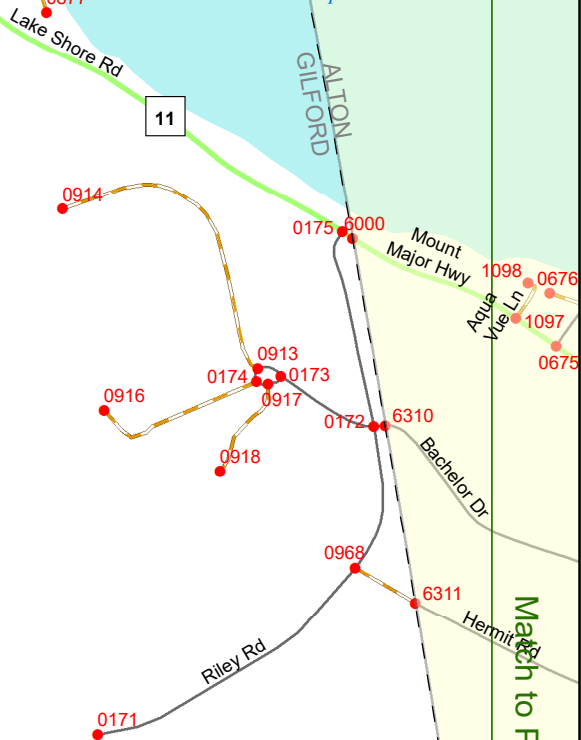 Lake Shore Rd
11
ALTON
GILFORD
0914
0175
6000
Mount
Major Hwy
1098
0676
Aqua
Vue Ln
1097
0675
0913
0174
0173
0916
0917
0172
6310
0918
Bachelor Dr
0968
6311
Hermit Rd
Match to F
Riley Rd
0171